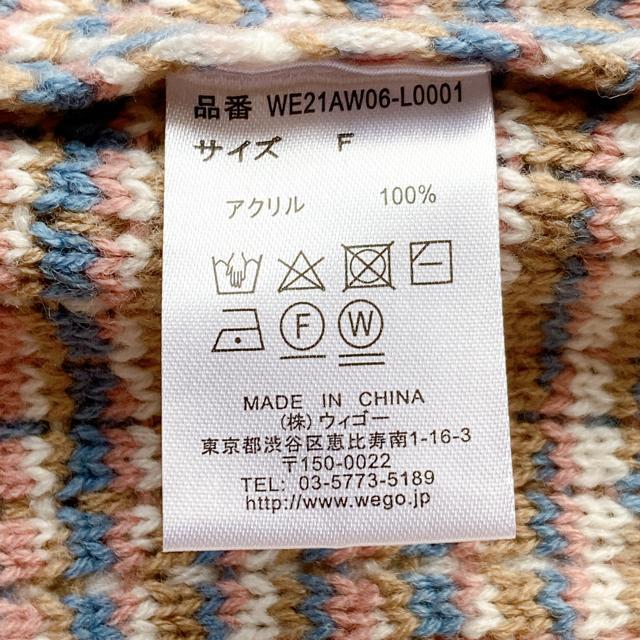 品番 WE21AW06-L0001
サイズ F
アクリル 100%
F W
MADE IN CHINA
(株)ウィゴー
東京都渋谷区恵比寿南1-16-3
〒150-0022
TEL: 03-5773-5189
http://www.wego.jp